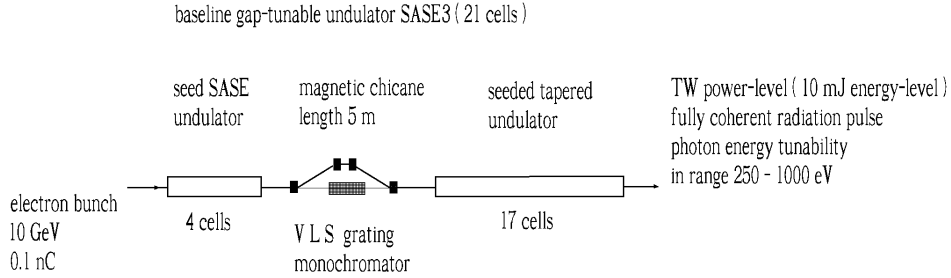 baseline gap-tunable undulator SASE3 ( 21 cells )
seed SASE
undulator
magnetic chicane
length 5 m
seeded tapered
undulator
TW power-level ( 10 mJ energy-level )
fully coherent radiation pulse
photon energy tunability
in range 250 - 1000 eV
electron bunch
10 GeV
0.1 nC
4 cells
V L S grating
monochromator
17 cells